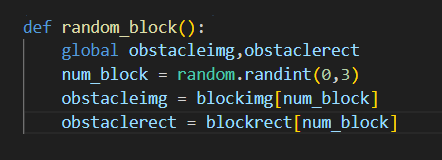 def random_block():
    global obstacleimg,obstaclerect
    num_block = random.randint(0,3)
    obstacleimg = blockimg[num_block]
    obstaclerect = blockrect[num_block]